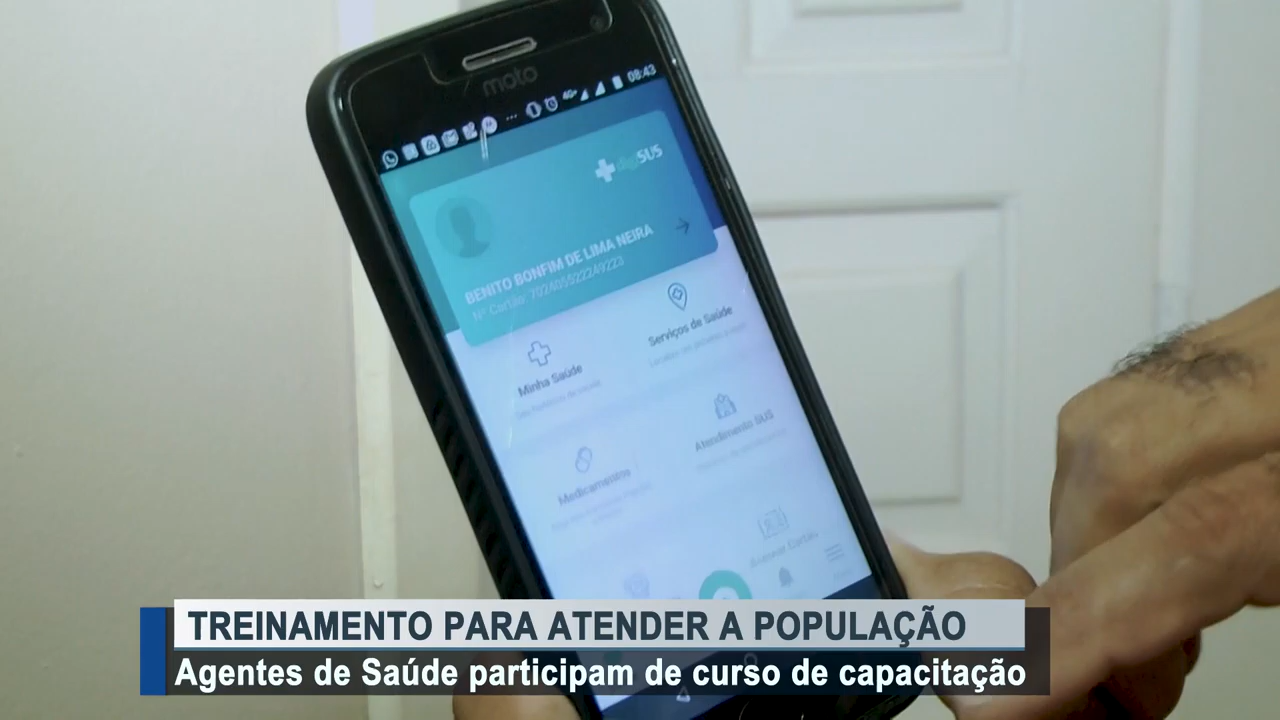 moto
4G+
08:43
digiSUS
BENITO BONFIM DE LIMA NEIRA
Nº Cartão: 702405522249223
Serviços de Saúde
Minha Saúde
Atendimento SUS
Medicamentos
TREINAMENTO PARA ATENDER A POPULAÇÃO
Agentes de Saúde participam de curso de capacitação